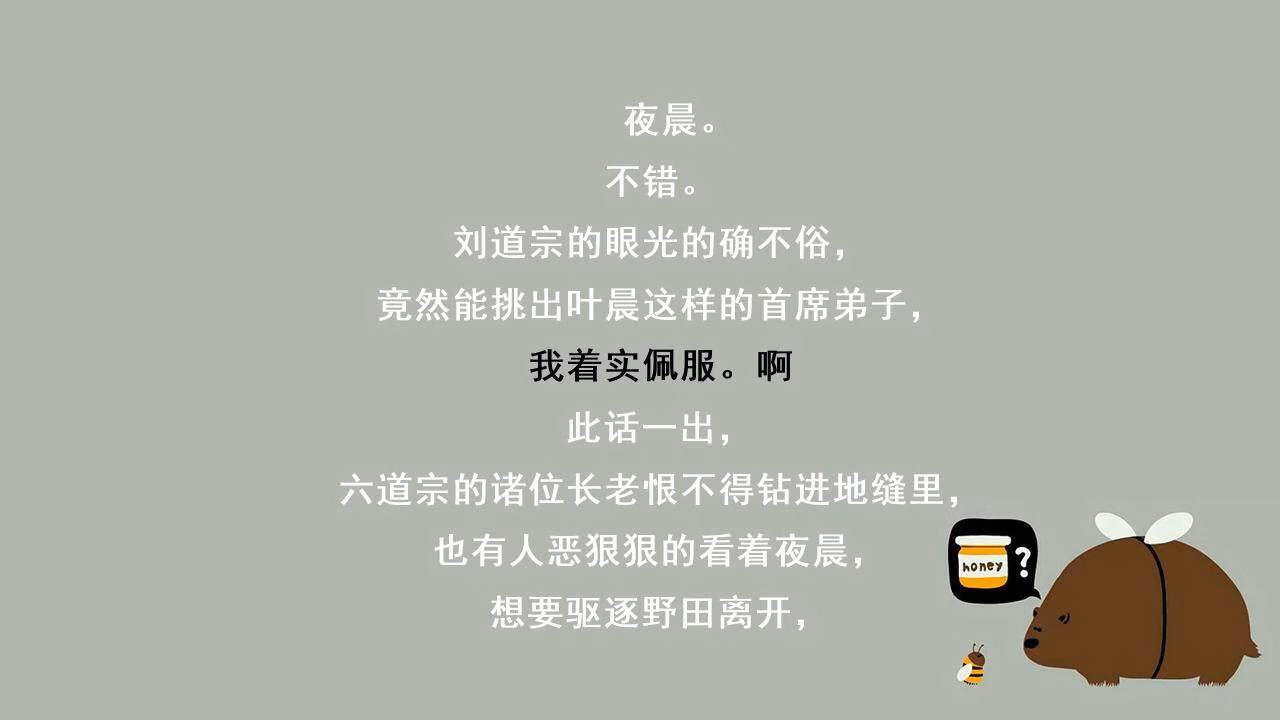 夜晨。
不错。
刘道宗的眼光的确不俗，
竟然能挑出叶晨这样的首席弟子，
我着实佩服。啊
此话一出，
六道宗的诸位长老恨不得钻进地缝里，
也有人恶狠狠的看着夜晨，
想要驱逐野田离开，
honey
?